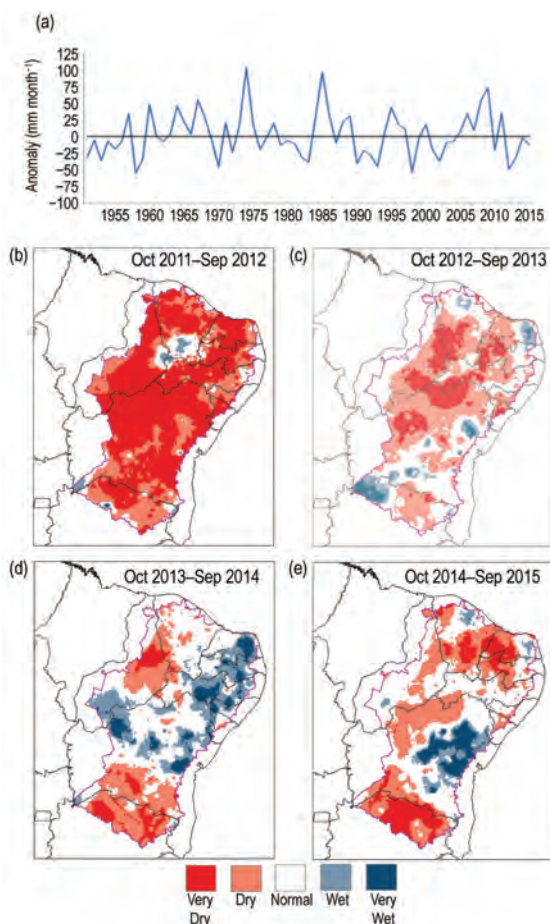 (a)
Anomaly (mm month⁻¹)
125
100
75
50
25
0
−25
−50
−75
−100
1955 1960 1965 1970 1975 1980 1985 1990 1995 2000 2005 2010 2015
(b) Oct 2011–Sep 2012
(c) Oct 2012–Sep 2013
(d) Oct 2013–Sep 2014
(e) Oct 2014–Sep 2015
Very Dry Normal Wet Very
Dry Wet